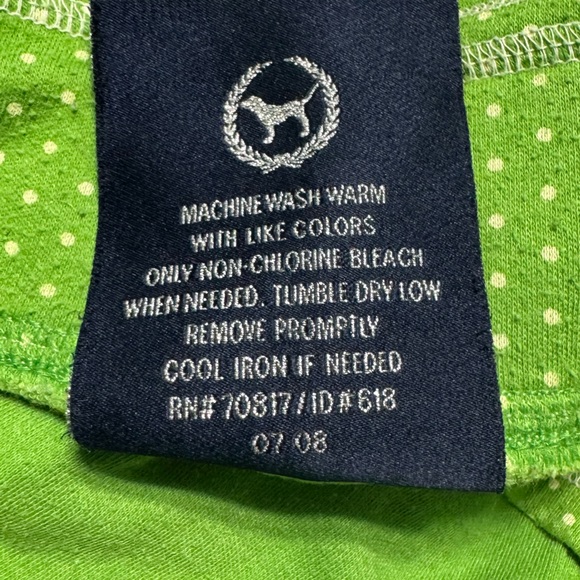 MACHINE WASH WARM
WITH LIKE COLORS
ONLY NON-CHLORINE BLEACH
WHEN NEEDED. TUMBLE DRY LOW
REMOVE PROMPTLY
COOL IRON IF NEEDED
RN# 70817/ID# 618
07 08